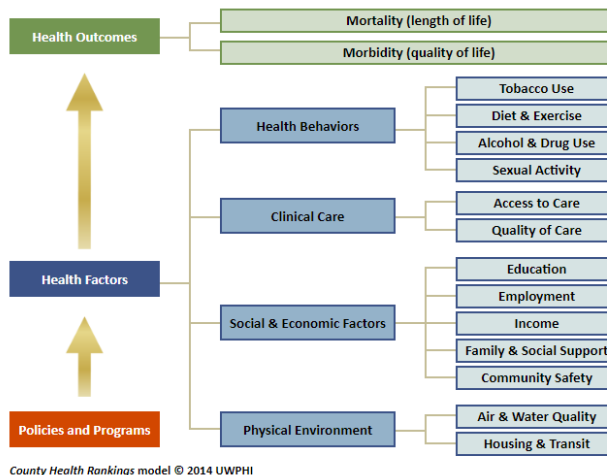 Mortality (length of life)
Health Outcomes
Morbidity (quality of life)
Tobacco Use
Diet & Exercise
Health Behaviors
Alcohol & Drug Use
Sexual Activity
Access to Care
Clinical Care
Quality of Care
Health Factors
Education
Employment
Social & Economic Factors
Income
Family & Social Support
Community Safety
Policies and Programs
Physical Environment
Air & Water Quality
Housing & Transit
County Health Rankings model © 2014 UWPHI